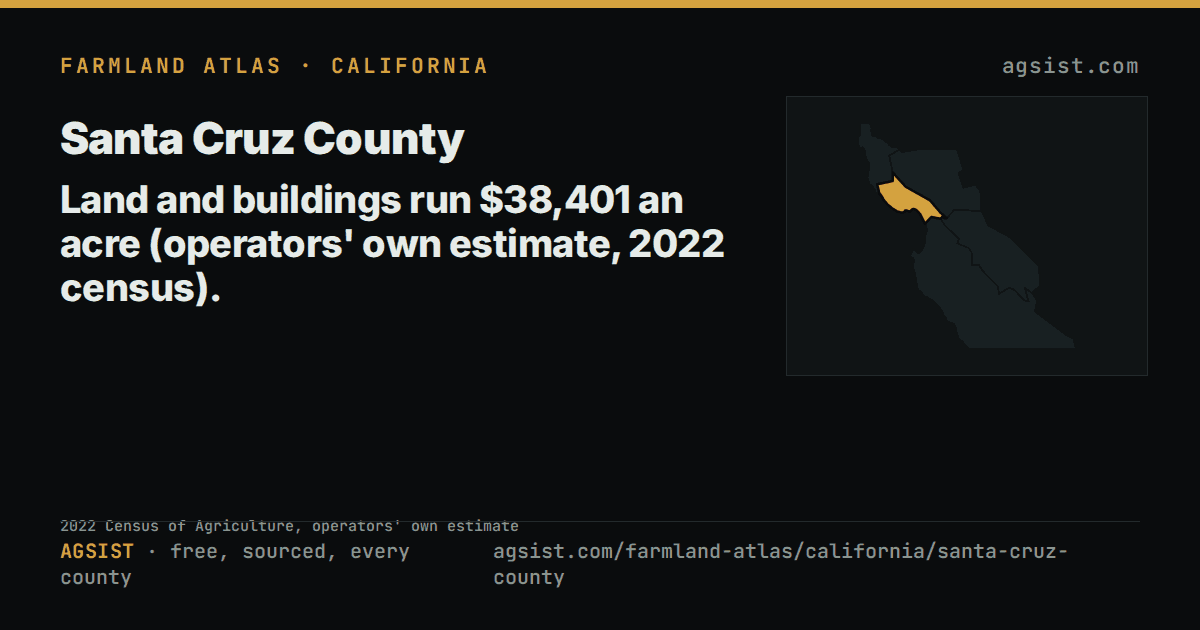 FARMLAND ATLAS · CALIFORNIA
agsist.com
Santa Cruz County
Land and buildings run $38,401 an
acre (operators' own estimate, 2022
census).
2022 Census of Agriculture, operators' own estimate
AGSIST · free, sourced, every
county
agsist.com/farmland-atlas/california/santa-cruz-
county